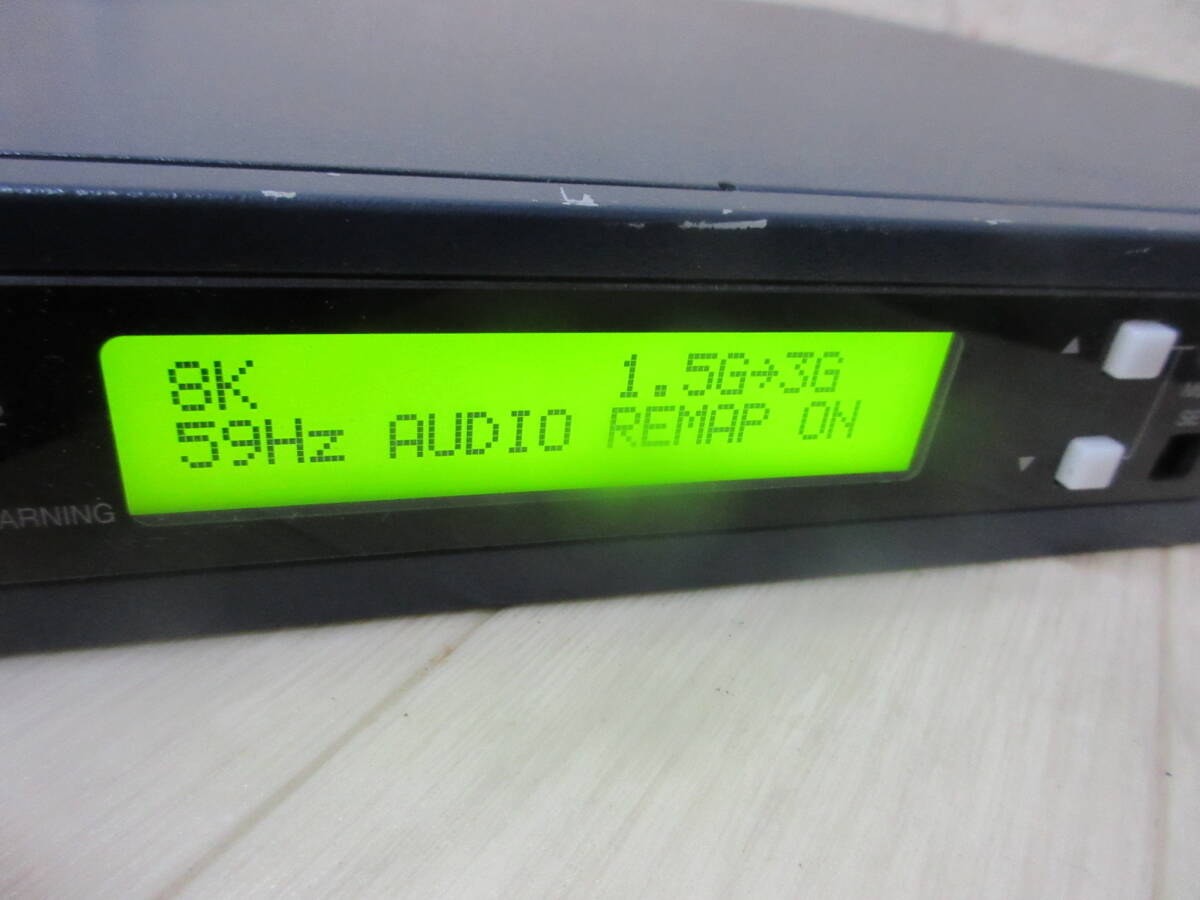 8K 1.5G→3G
59Hz AUDIO REMAP ON
ARNING